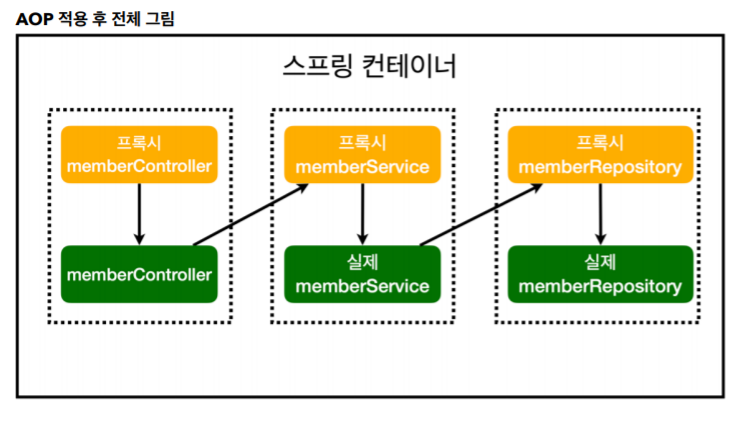 AOP 적용 후 전체 그림
스프링 컨테이너
프록시
memberController
프록시
memberService
프록시
memberRepository
memberController
실제
memberService
실제
memberRepository